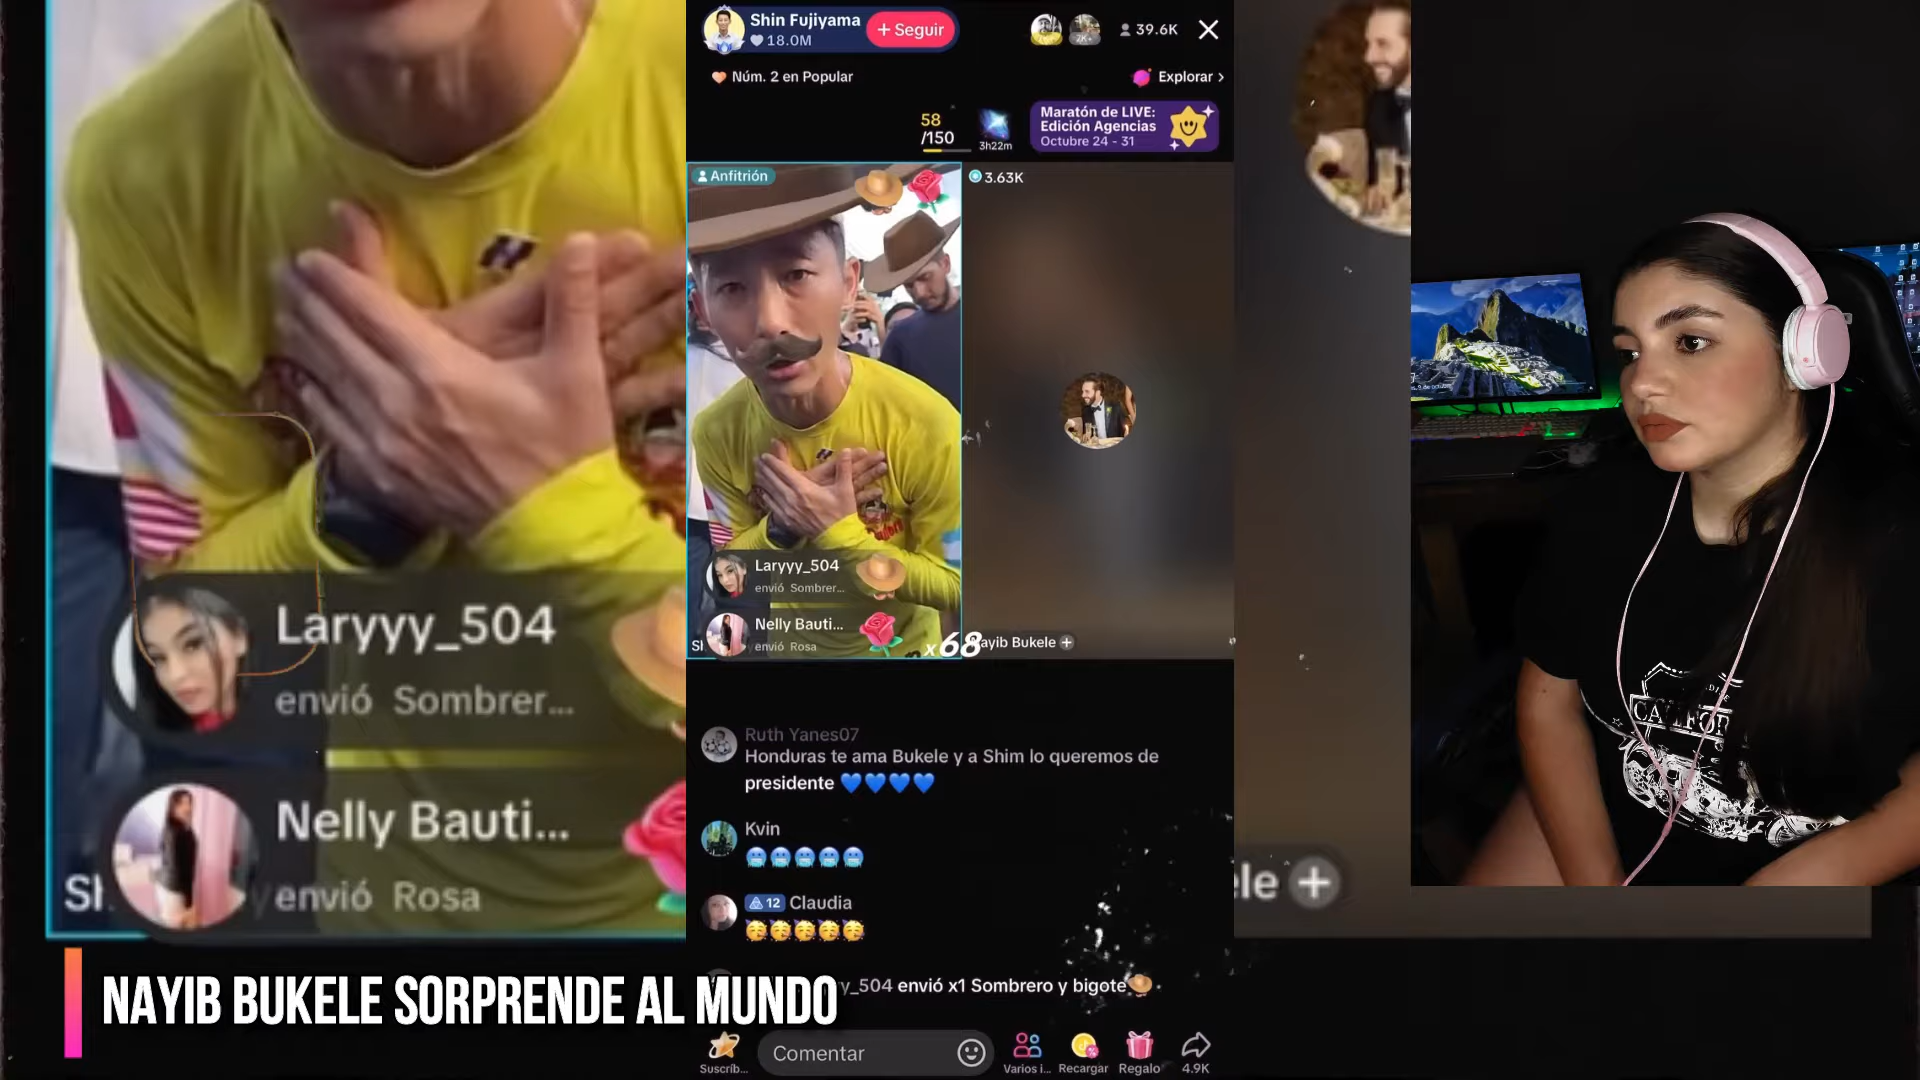 Shin Fujiyama
18.0M
+ Seguir
39.6K
Núm. 2 en Popular
Explorar >
58
/150
3h22m
Maratón de LIVE:
Edición Agencias
Octubre 24 - 31
Anfitrión
3.63K
Laryyy_504
envió Sombrer...
Nelly Bauti...
envió Rosa
x68
ayib Bukele +
Ruth Yanes07
Honduras te ama Bukele y a Shim lo queremos de
presidente 💙💙💙💙
Kvin
🥶🥶🥶🥶🥶
12 Claudia
🥳🥳🥳🥳🥳
y_504 envió x1 Sombrero y bigote
Comentar
Suscríb...
Varios i...
Recargar
Regalo
4.9K
Laryyy_504
envió Sombrer...
Nelly Bauti...
envió Rosa
le +
NAYIB BUKELE SORPRENDE AL MUNDO